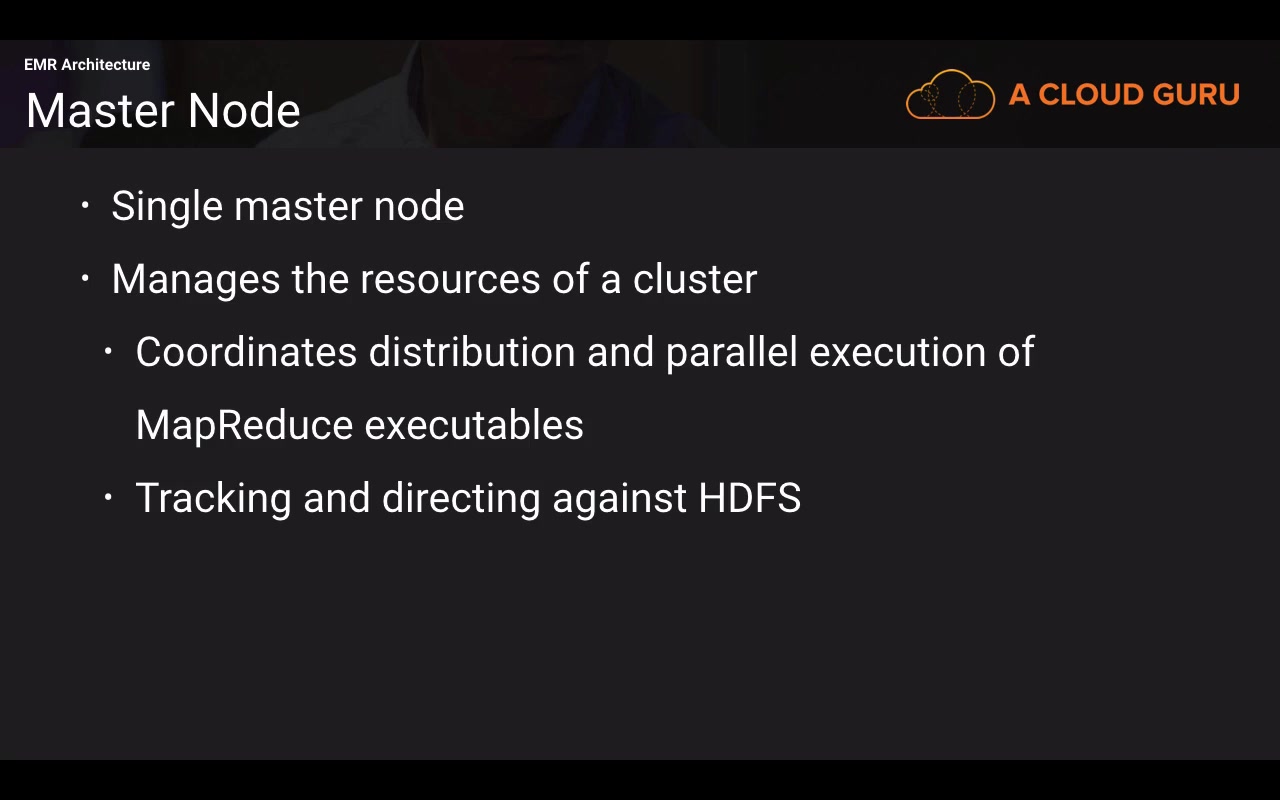 EMR Architecture
Master Node
A CLOUD GURU
• Single master node
• Manages the resources of a cluster
• Coordinates distribution and parallel execution of
MapReduce executables
• Tracking and directing against HDFS